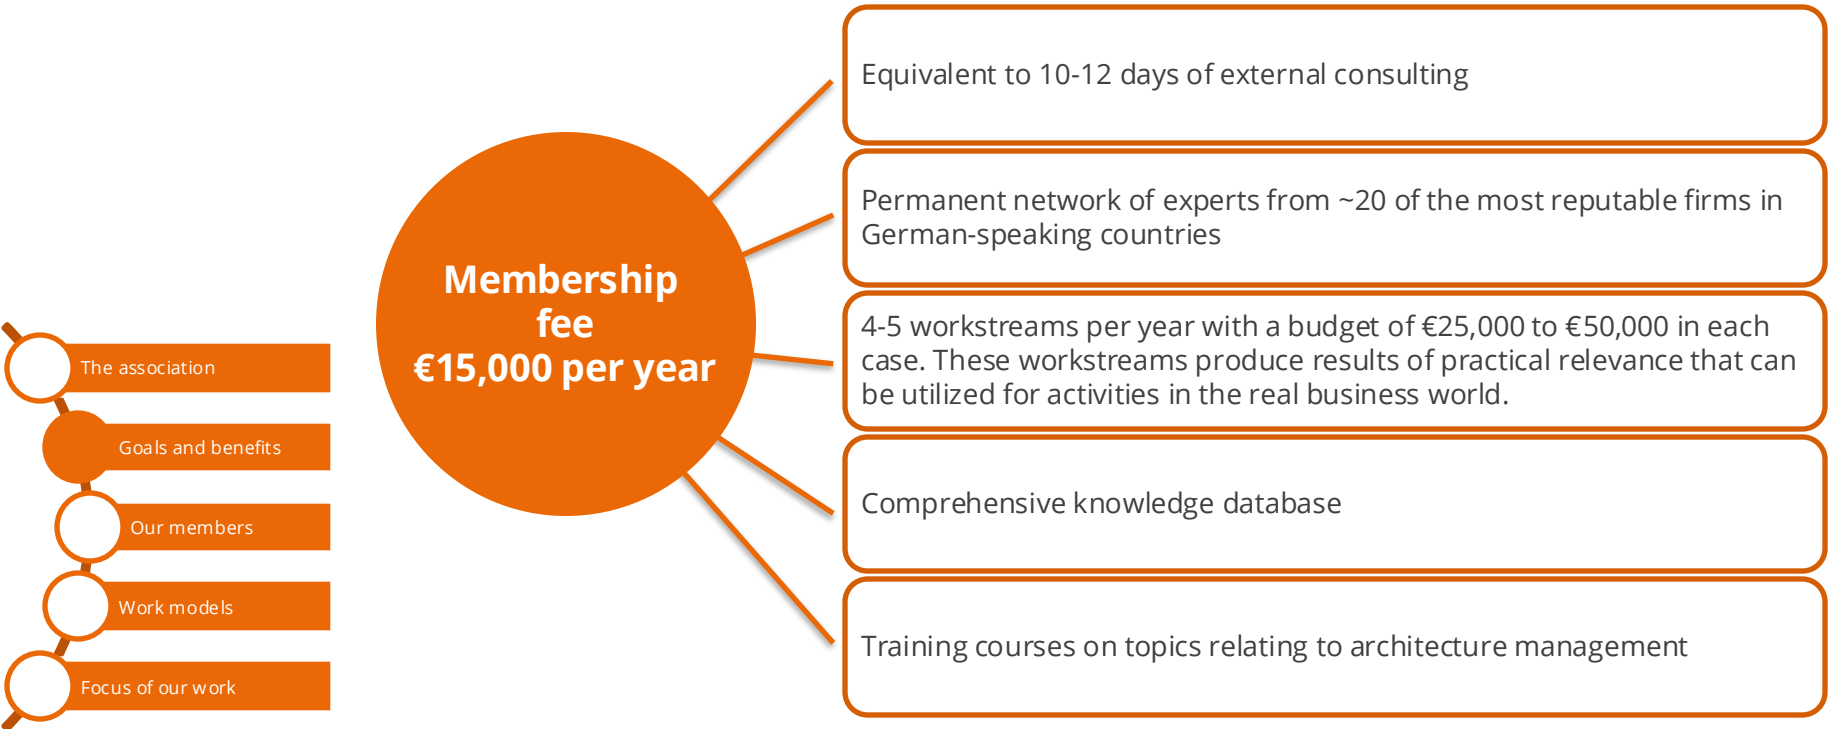 The association
Goals and benefits
Our members
Work models
Focus of our work
Membership
fee
€15,000 per year
Equivalent to 10-12 days of external consulting
Permanent network of experts from ~20 of the most reputable firms in
German-speaking countries
4-5 workstreams per year with a budget of €25,000 to €50,000 in each
case. These workstreams produce results of practical relevance that can
be utilized for activities in the real business world.
Comprehensive knowledge database
Training courses on topics relating to architecture management